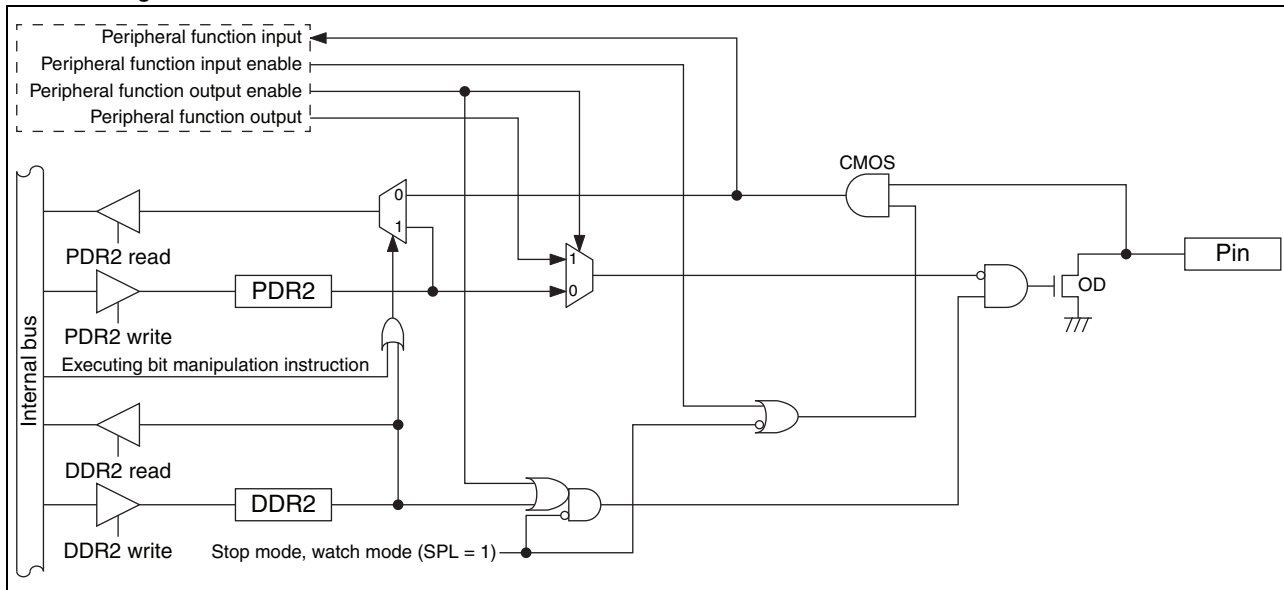 Peripheral function input
Peripheral function input enable
Peripheral function output enable
Peripheral function output
CMOS
0
1
PDR2 read
1
0
Pin
OD
PDR2
PDR2 write
Executing bit manipulation instruction
Internal bus
DDR2 read
DDR2
DDR2 write
Stop mode, watch mode (SPL = 1)